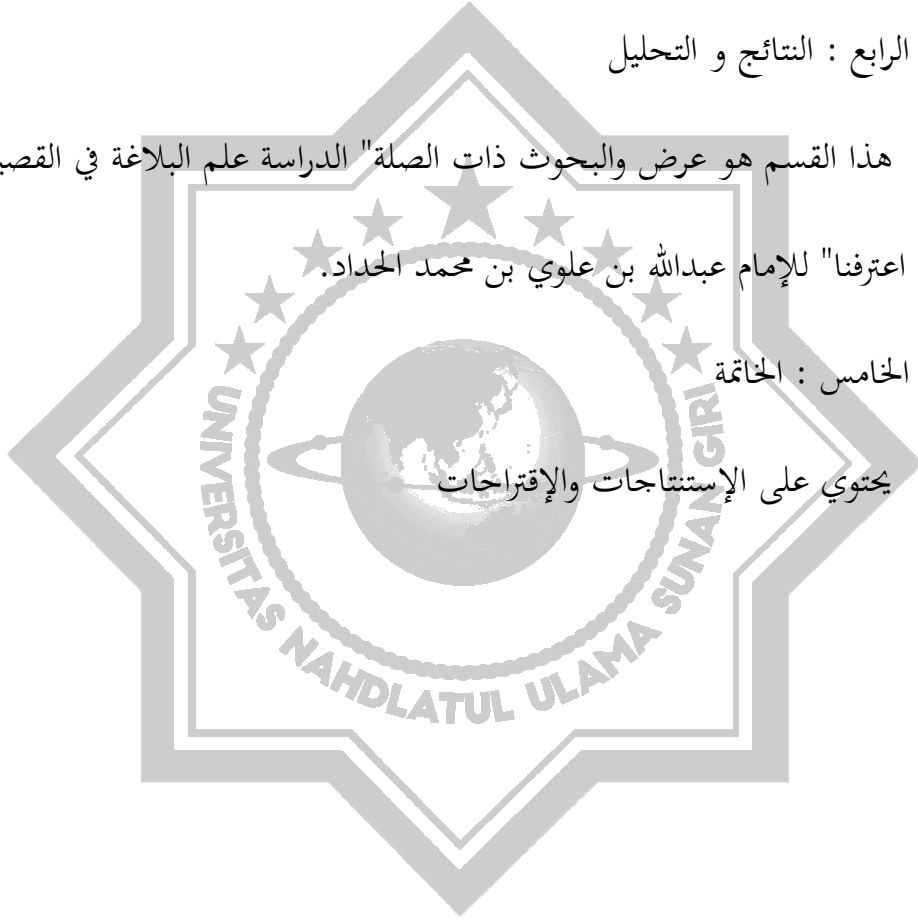 الرابع : النتائج و التحليل
هذا القسم هو عرض والبحوث ذات الصلة" الدراسة علم البلاغة في
اعترفنا" للإمام عبدالله بن علوي بن محمد الحداد.
الخامس : الخاتمة
يحتوي على الإستنتاجات والإقتراحات
UNIVERSITAS NAHDLATUL ULAMA SUNAN GIRI